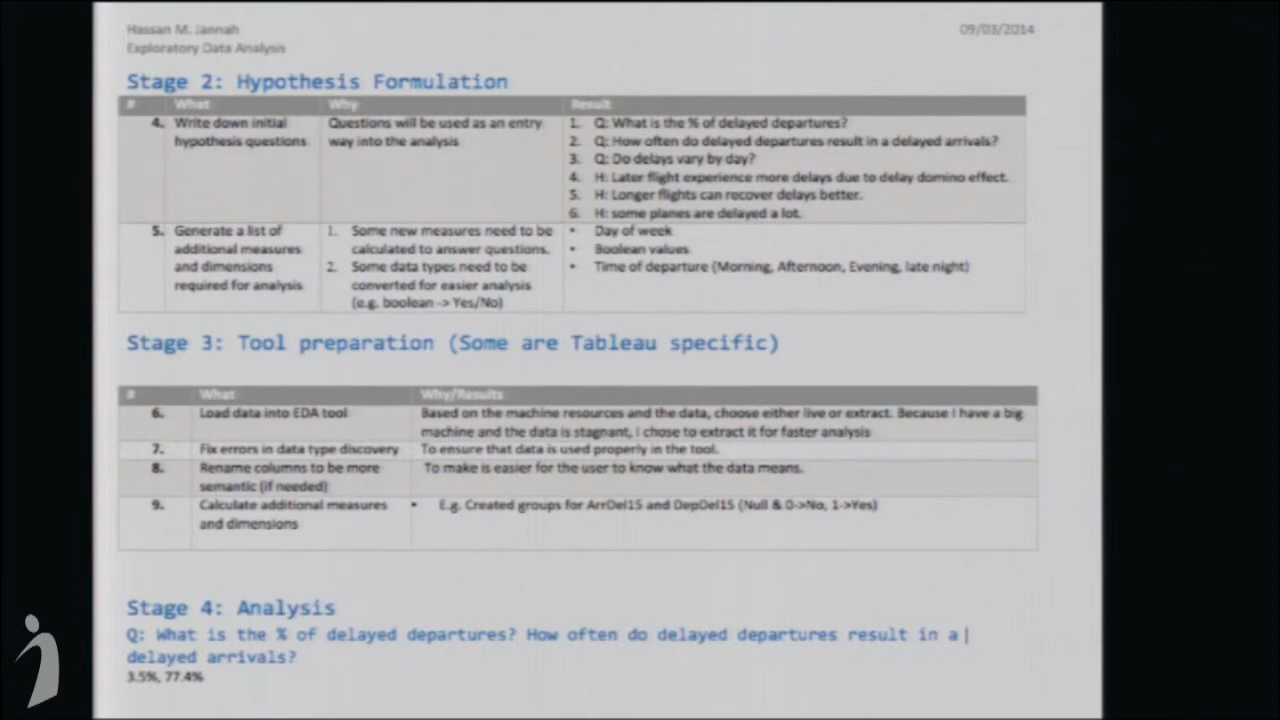 Hassan M. Jannah
09/03/2014
Exploratory Data Analysis
Stage 2: Hypothesis Formulation
# What Why Result
4. Write down initial hypothesis questions
Questions will be used as an entry way into the analysis
1. Q: What is the % of delayed departures?
2. Q: How often do delayed departures result in a delayed arrivals?
3. Q: Do delays vary by day?
4. H: Later flight experience more delays due to delay domino effect.
5. H: Longer flights can recover delays better.
6. H: some planes are delayed a lot.
5. Generate a list of additional measures and dimensions required for analysis
1. Some new measures need to be calculated to answer questions.
2. Some data types need to be converted for easier analysis (e.g. boolean -> Yes/No)
• Day of week
• Boolean values
• Time of departure (Morning, Afternoon, Evening, late night)
Stage 3: Tool preparation (Some are Tableau specific)
# What Why/Results
6. Load data into EDA tool
Based on the machine resources and the data, choose either live or extract. Because I have a big
machine and the data is stagnant, I chose to extract it for faster analysis
7. Fix errors in data type discovery To ensure that data is used properly in the tool.
8. Rename columns to be more semantic (if needed)
To make is easier for the user to know what the data means.
9. Calculate additional measures and dimensions
• E.g. Created groups for ArrDel15 and DepDel15 (Null & 0->No, 1->Yes)
Stage 4: Analysis
Q: What is the % of delayed departures? How often do delayed departures result in a
delayed arrivals?
3.5%, 77.4%